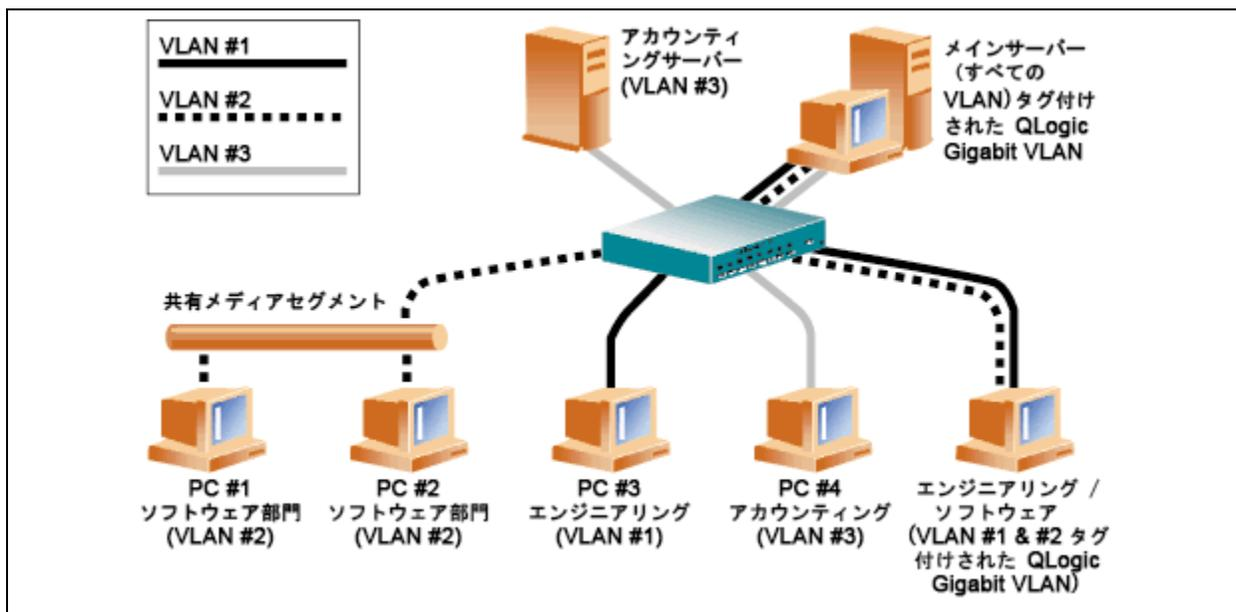 VLAN #1
VLAN #2
VLAN #3
アカウンティ
ングサーバー
(VLAN #3)
メインサーバー
(すべての
VLAN)タグ付け
された QLogic
Gigabit VLAN
共有メディアセグメント
PC #1
ソフトウェア部門
(VLAN #2)
PC #2
ソフトウェア部門
(VLAN #2)
PC #3
エンジニアリング
(VLAN #1)
PC #4
アカウンティング
(VLAN #3)
エンジニアリング /
ソフトウェア
(VLAN #1 & #2 タグ
付けされた QLogic
Gigabit VLAN)